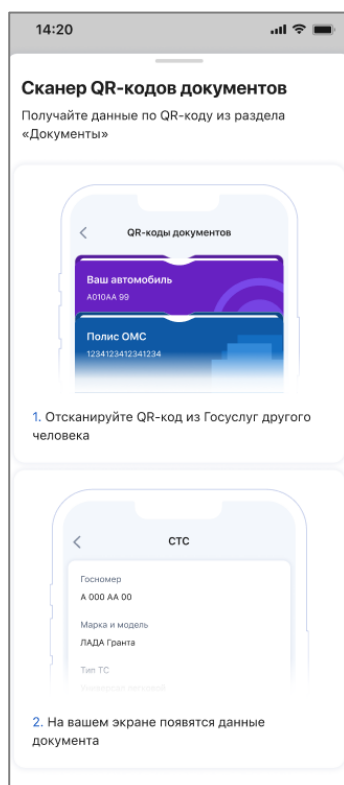 14:20
Сканер QR-кодов документов
Получайте данные по QR-коду из раздела
«Документы»
QR-коды документов
Ваш автомобиль
А010АА 99
Полис ОМС
1234123412341234
1. Отсканируйте QR-код из Госуслуг другого
человека
СТС
Госномер
А 000 АА 00
Марка и модель
ЛАДА Гранта
Тип ТС
2. На вашем экране появятся данные
документа